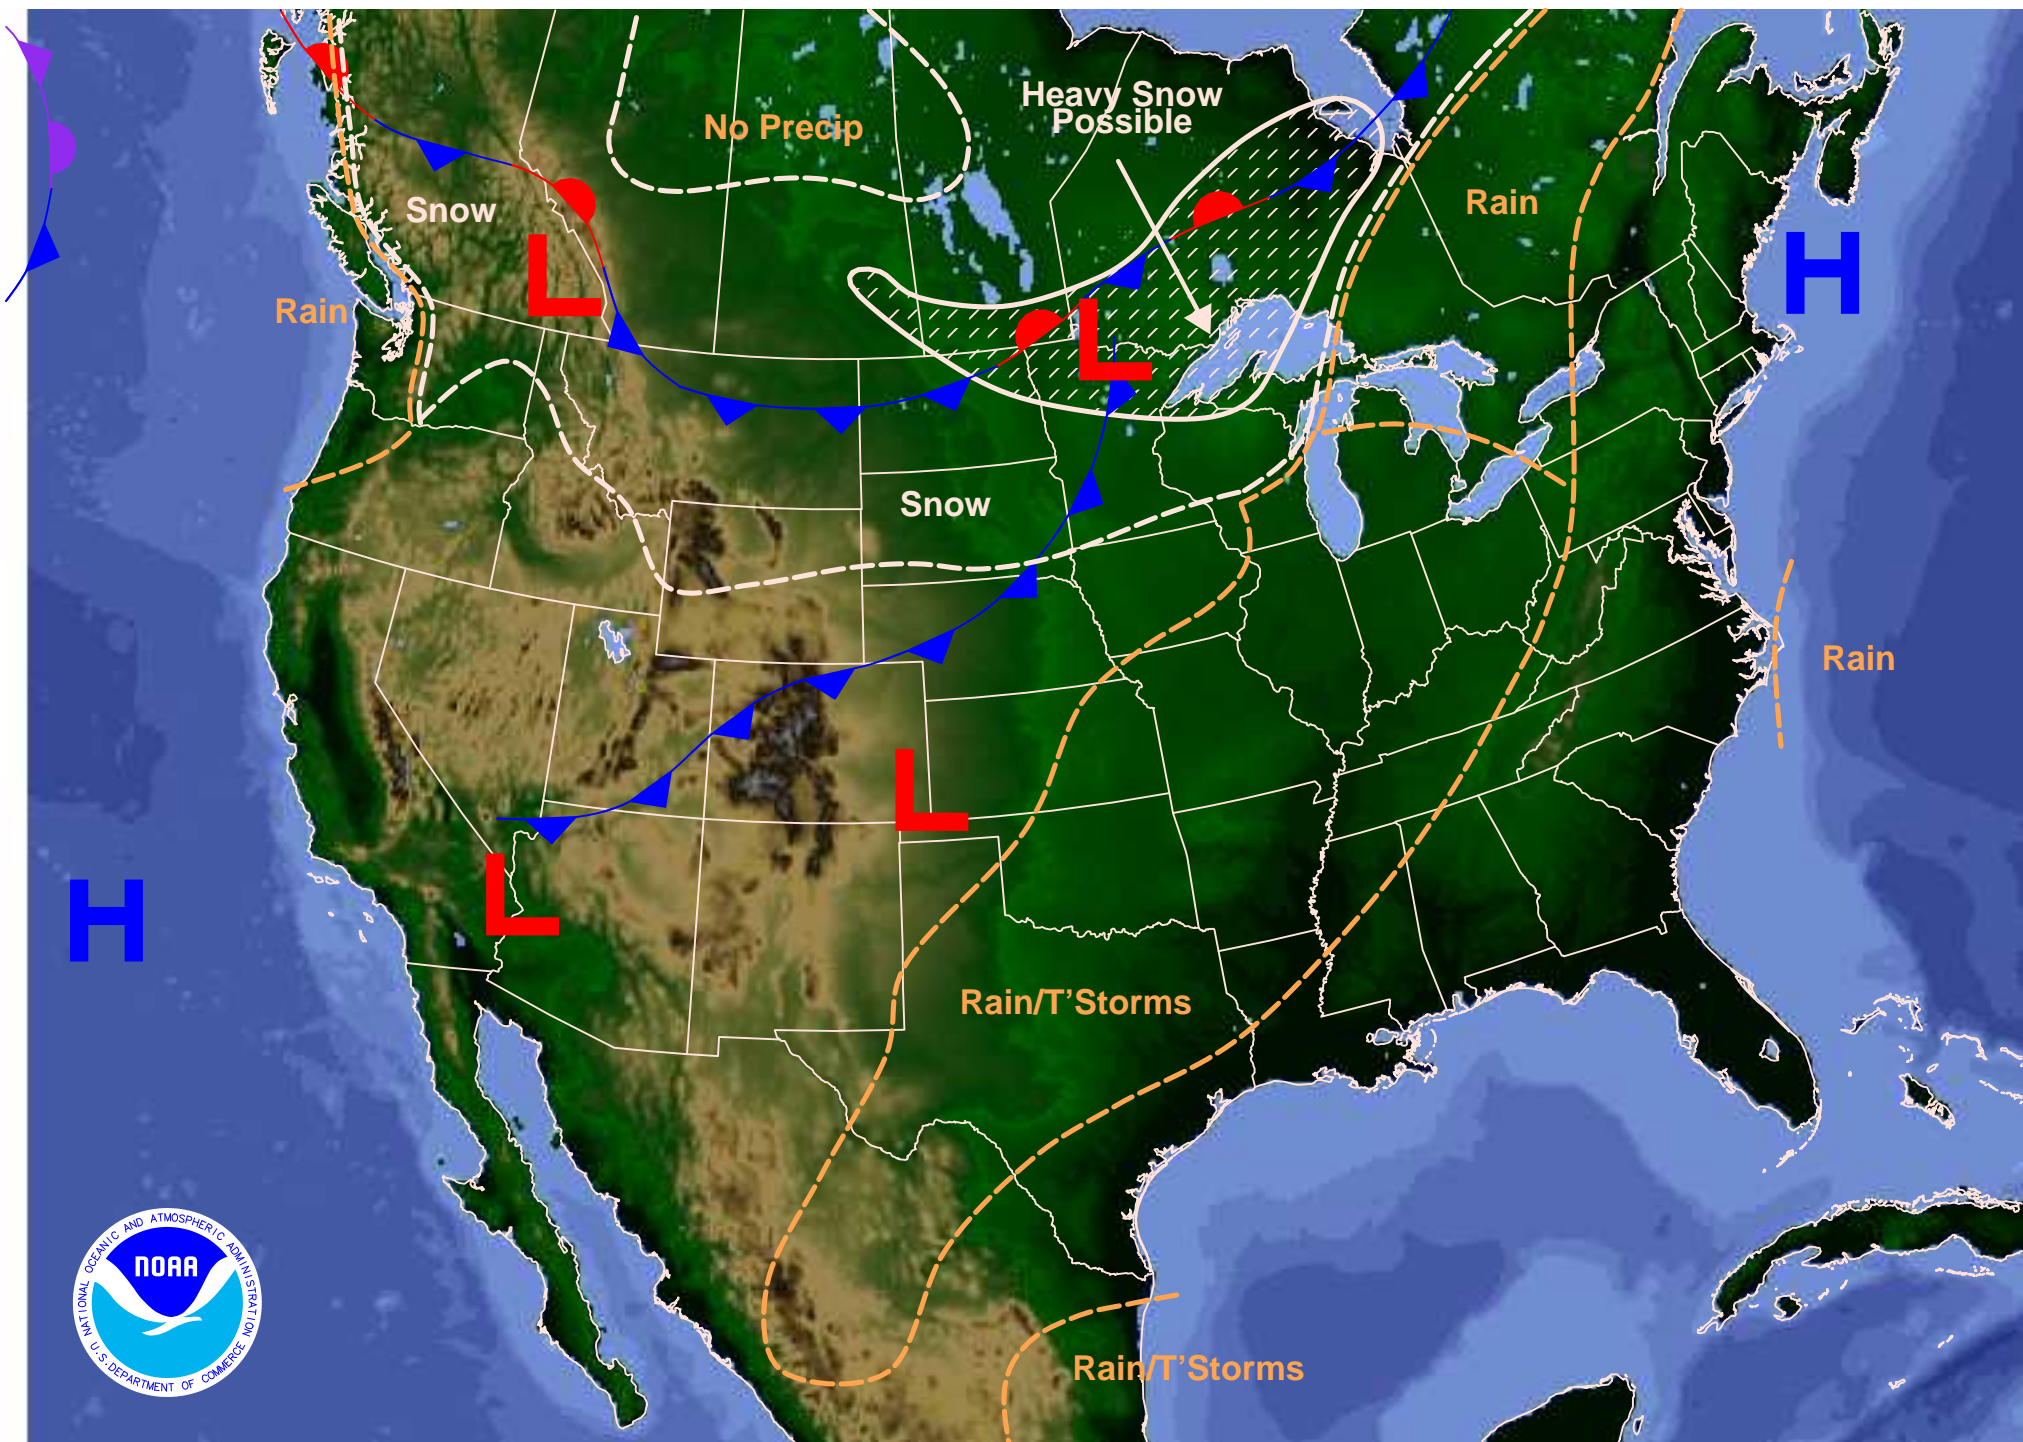 Heavy Snow
Possible
No Precip
Snow
Rain
H
L
Rain
L
Snow
Rain
L
L
H
Rain/T'Storms
Rain/T'Storms
NATIONAL OCEANIC AND ATMOSPHERIC ADMINISTRATION
NOAA
U.S. DEPARTMENT OF COMMERCE